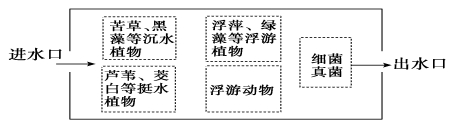 进水口
苦草、黑
藻等沉水
植物
浮萍、绿
藻等浮游
植物
芦苇、茭
白等挺水
植物
浮游动物
细菌
真菌
出水口